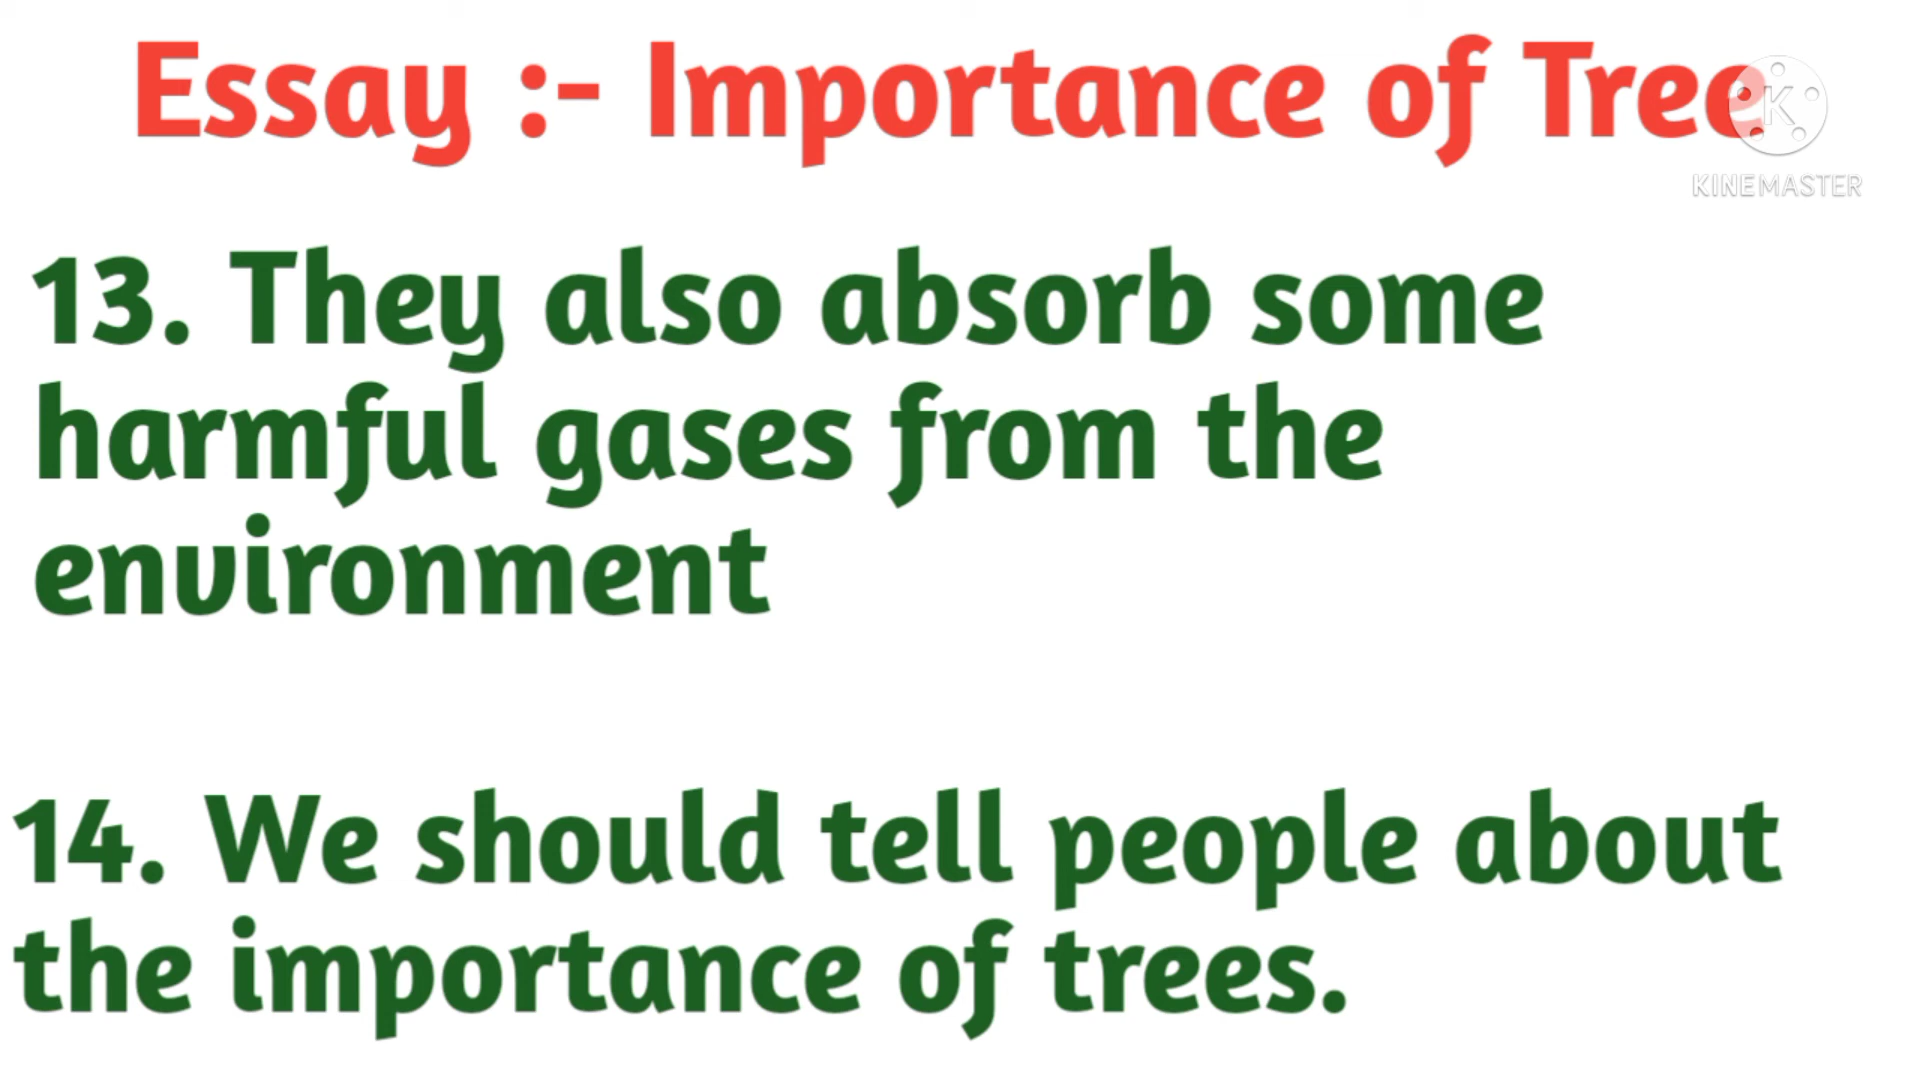 Essay :- Importance of Tree
K
KINEMASTER
13. They also absorb some
harmful gases from the
environment
14. We should tell people about
the importance of trees.